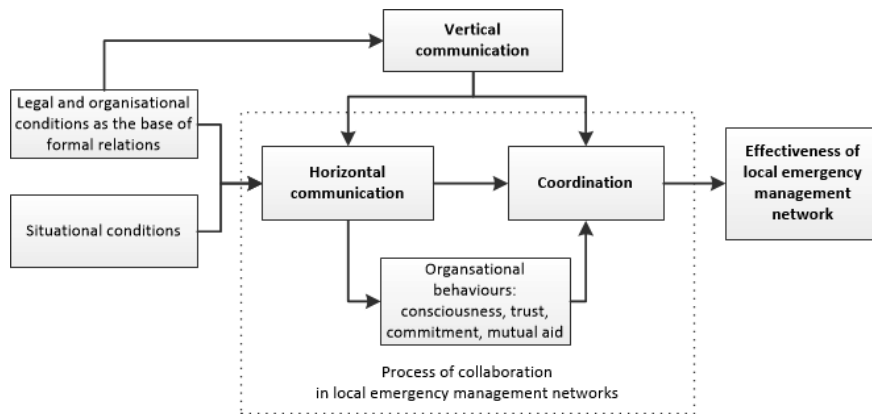 Vertical
communication
Legal and organisational
conditions as the base of
formal relations
Situational conditions
Horizontal
communication
Coordination
Effectiveness of
local emergency
management
network
Organsational
behaviours:
consciousness, trust,
commitment, mutual aid
Process of collaboration
in local emergency management networks